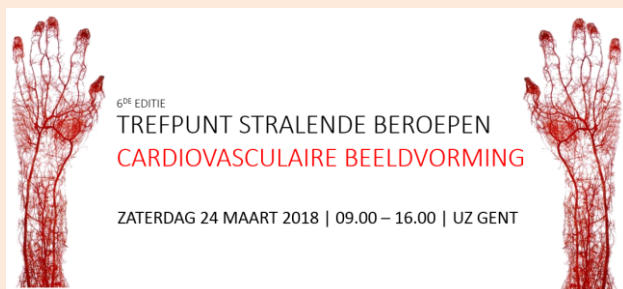 6DE EDITIE
TREFPUNT STRALENDE BEROEPEN
CARDIOVASCULAIRE BEELDVORMING
ZATERDAG 24 MAART 2018 | 09.00 – 16.00 | UZ GENT